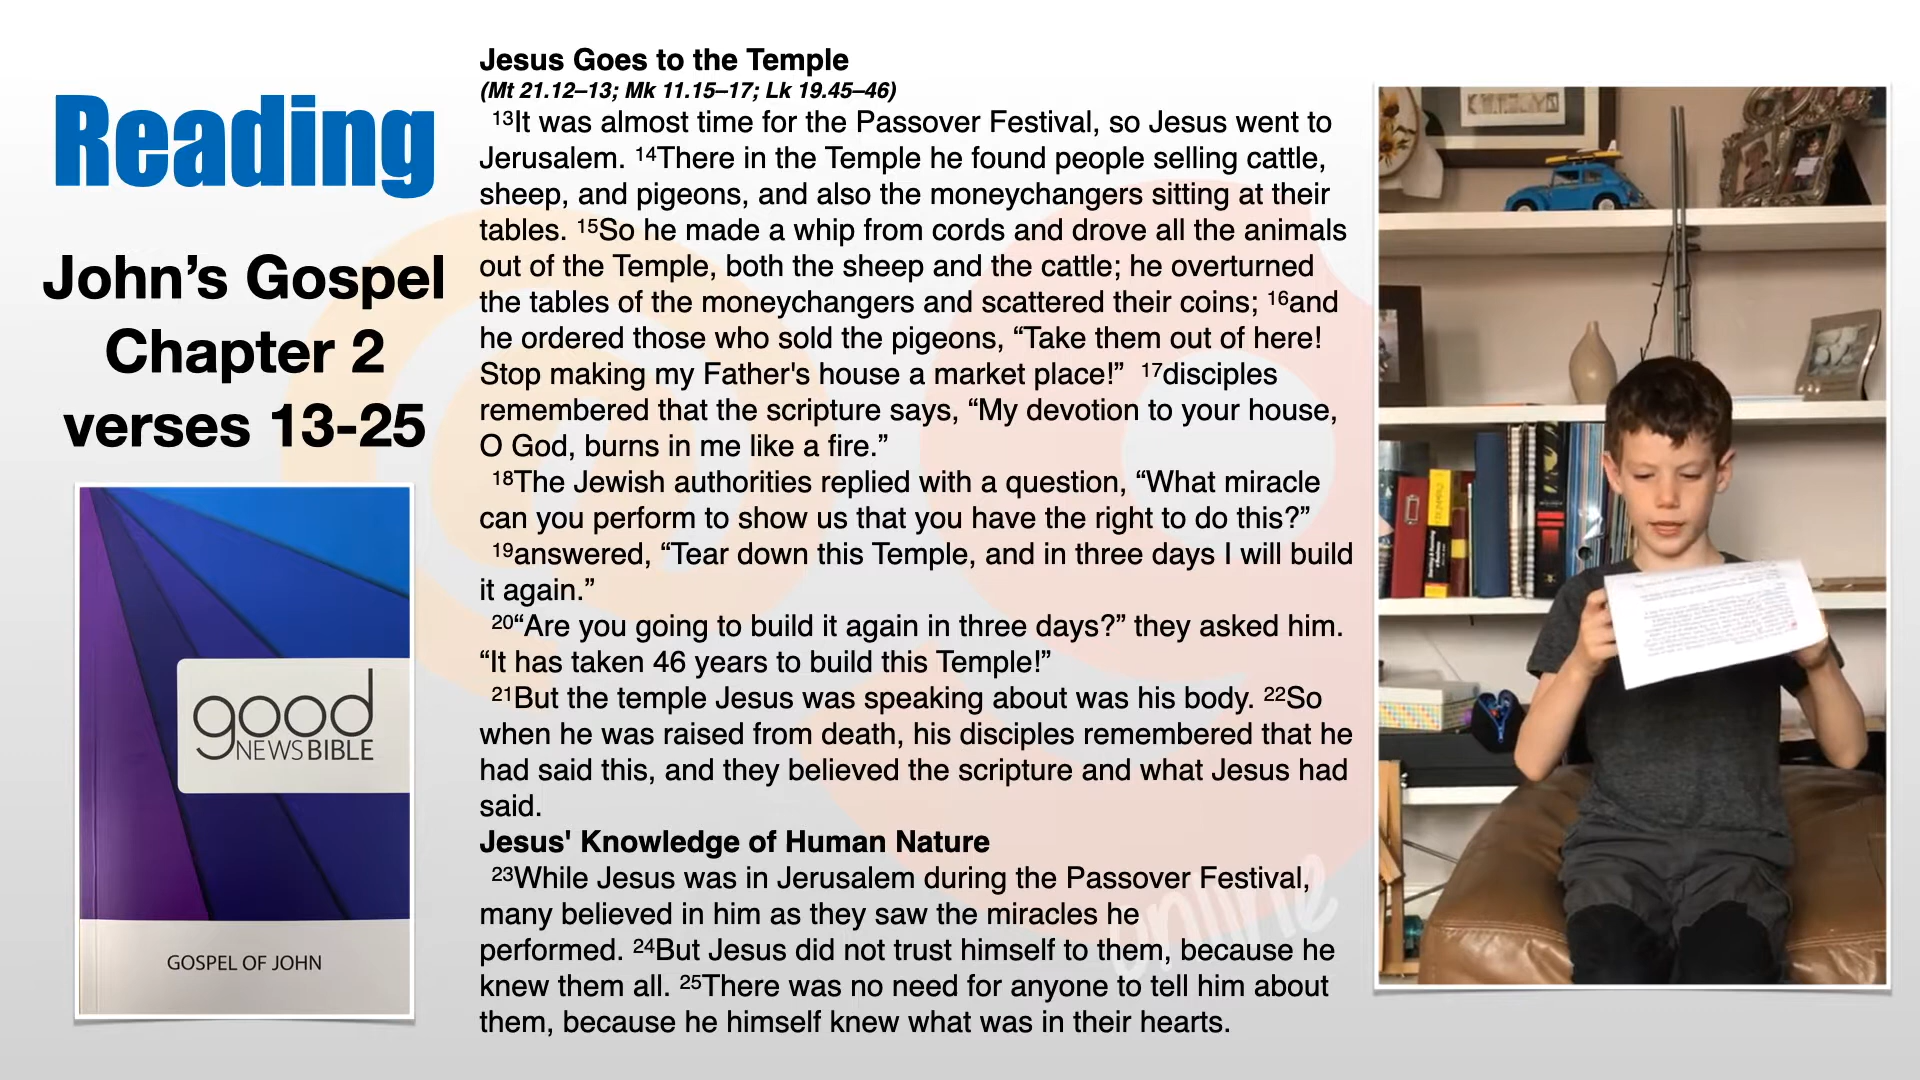 Reading
John’s Gospel
Chapter 2
verses 13-25
good
NEWS BIBLE
GOSPEL OF JOHN
Jesus Goes to the Temple
(Mt 21.12–13; Mk 11.15–17; Lk 19.45–46)
13It was almost time for the Passover Festival, so Jesus went to
Jerusalem. 14There in the Temple he found people selling cattle,
sheep, and pigeons, and also the moneychangers sitting at their
tables. 15So he made a whip from cords and drove all the animals
out of the Temple, both the sheep and the cattle; he overturned
the tables of the moneychangers and scattered their coins; 16and
he ordered those who sold the pigeons, “Take them out of here!
Stop making my Father's house a market place!” 17disciples
remembered that the scripture says, “My devotion to your house,
O God, burns in me like a fire.”
18The Jewish authorities replied with a question, “What miracle
can you perform to show us that you have the right to do this?”
19answered, “Tear down this Temple, and in three days I will build
it again.”
20“Are you going to build it again in three days?” they asked him.
“It has taken 46 years to build this Temple!”
21But the temple Jesus was speaking about was his body. 22So
when he was raised from death, his disciples remembered that he
had said this, and they believed the scripture and what Jesus had
said.
Jesus' Knowledge of Human Nature
23While Jesus was in Jerusalem during the Passover Festival,
many believed in him as they saw the miracles he
performed. 24But Jesus did not trust himself to them, because he
knew them all. 25There was no need for anyone to tell him about
them, because he himself knew what was in their hearts.
online